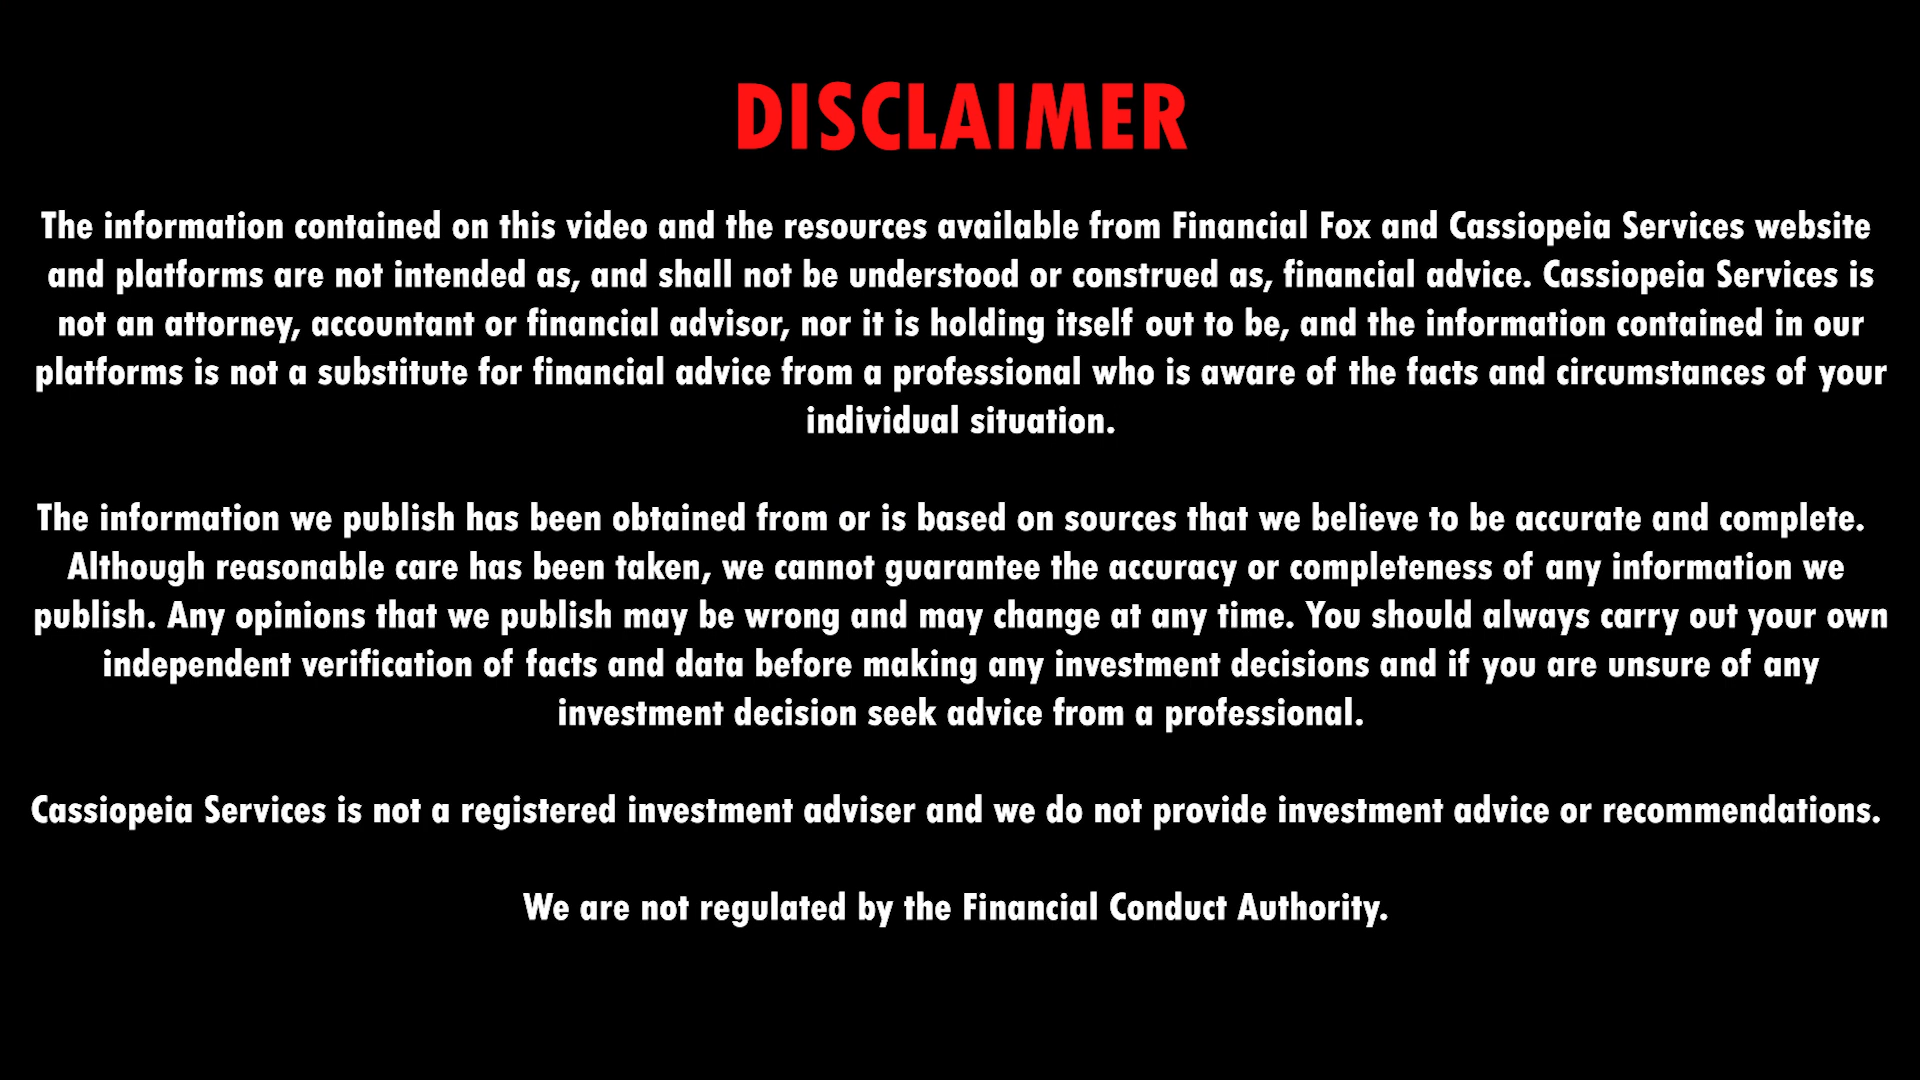 DISCLAIMER
The information contained on this video and the resources available from Financial Fox and Cassiopeia Services website
and platforms are not intended as, and shall not be understood or construed as, financial advice. Cassiopeia Services is
not an attorney, accountant or financial advisor, nor it is holding itself out to be, and the information contained in our
platforms is not a substitute for financial advice from a professional who is aware of the facts and circumstances of your
individual situation.
The information we publish has been obtained from or is based on sources that we believe to be accurate and complete.
Although reasonable care has been taken, we cannot guarantee the accuracy or completeness of any information we
publish. Any opinions that we publish may be wrong and may change at any time. You should always carry out your own
independent verification of facts and data before making any investment decisions and if you are unsure of any
investment decision seek advice from a professional.
Cassiopeia Services is not a registered investment adviser and we do not provide investment advice or recommendations.
We are not regulated by the Financial Conduct Authority.